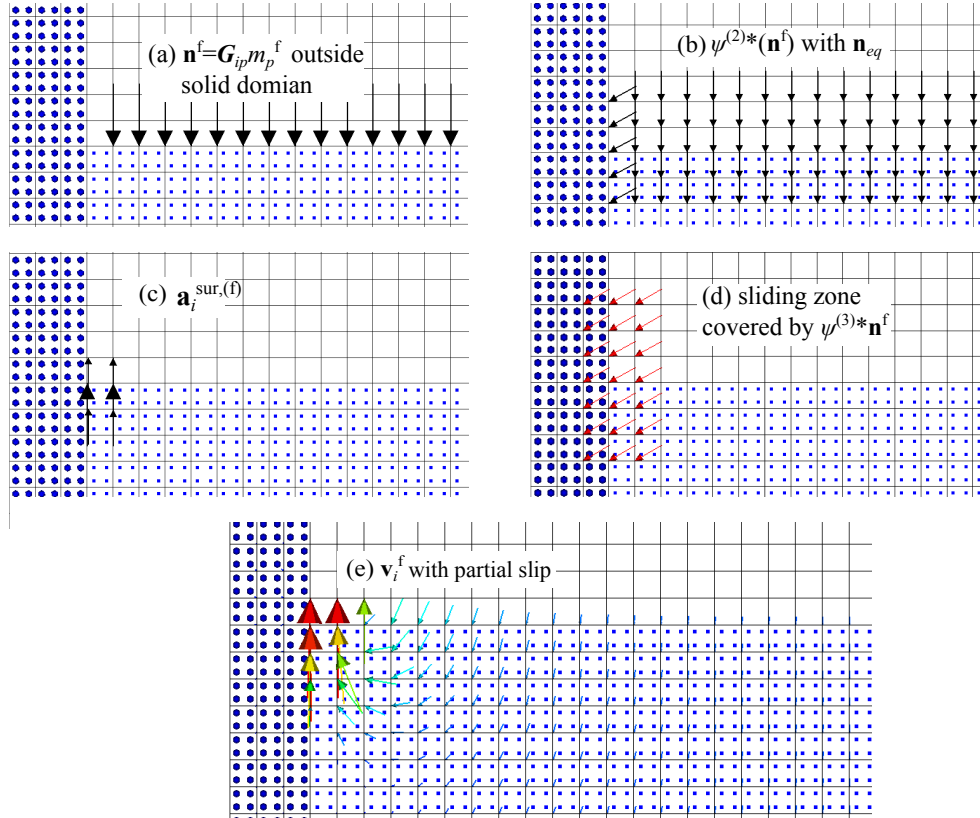 (a) n^f=G_ip m_p^f outside
solid domian
(b) ψ^(2)*(n^f) with n_eq
(c) a_i^sur,(f)
(d) sliding zone
covered by ψ^(3)*n^f
(e) v_i^f with partial slip